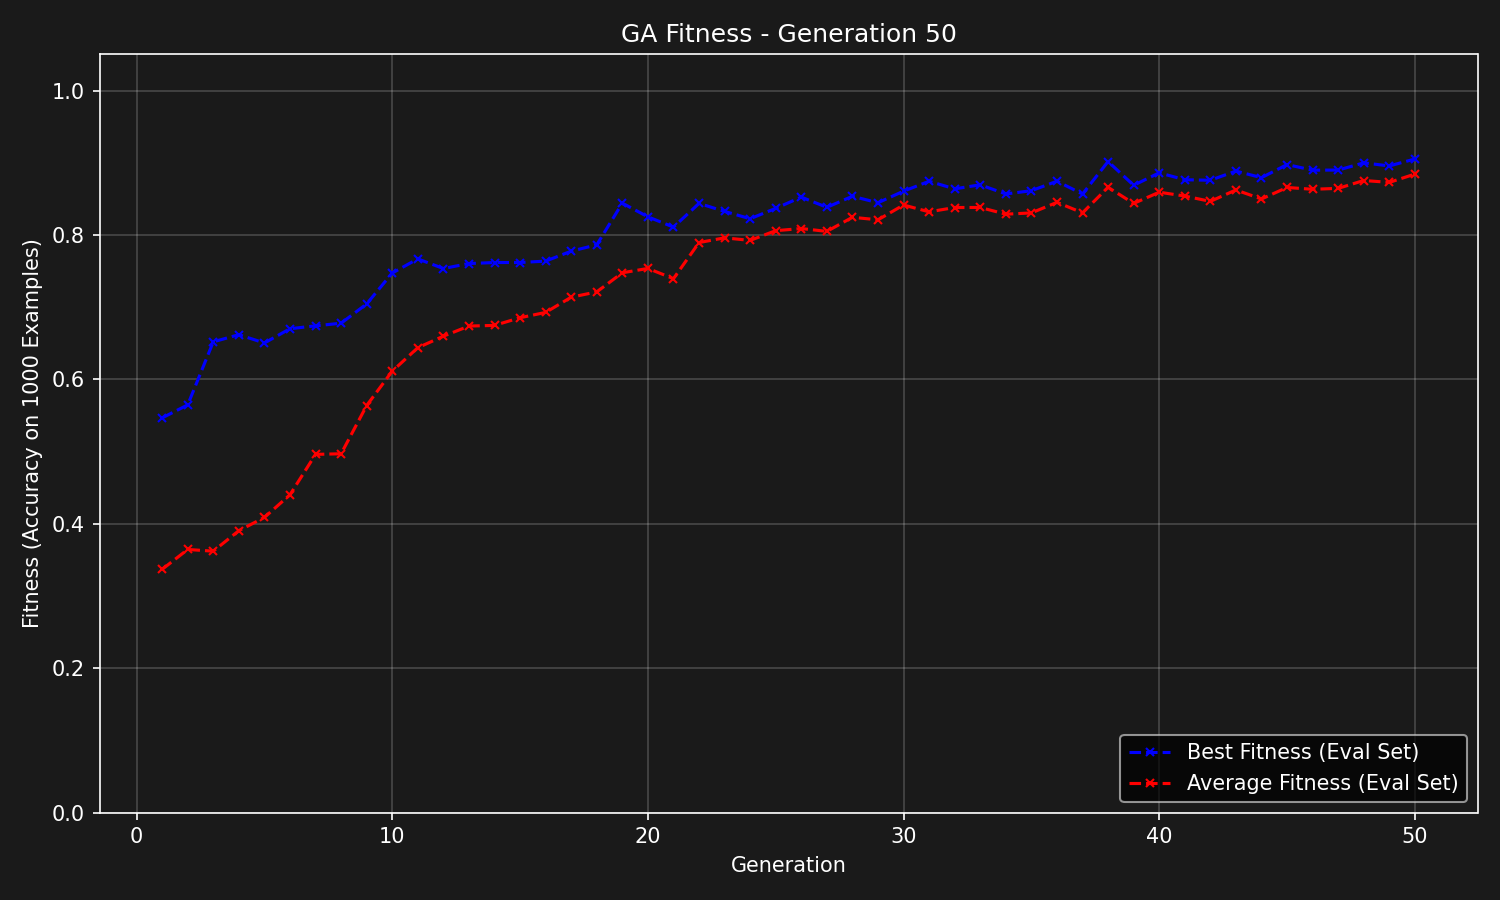 GA Fitness - Generation 50
Fitness (Accuracy on 1000 Examples)
1.0
0.8
0.6
0.4
0.2
0.0
0 10 20 30 40 50
Generation
Best Fitness (Eval Set)
Average Fitness (Eval Set)